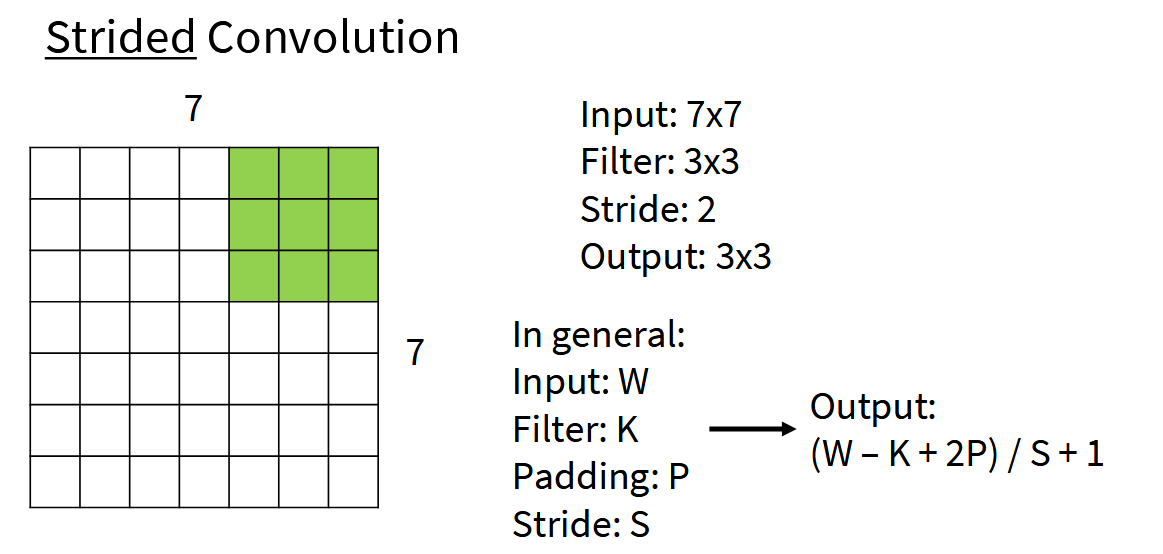 Strided Convolution
7
7
Input: 7x7
Filter: 3x3
Stride: 2
Output: 3x3
In general:
Input: W
Filter: K
Padding: P
Stride: S
Output:
(W – K + 2P) / S + 1